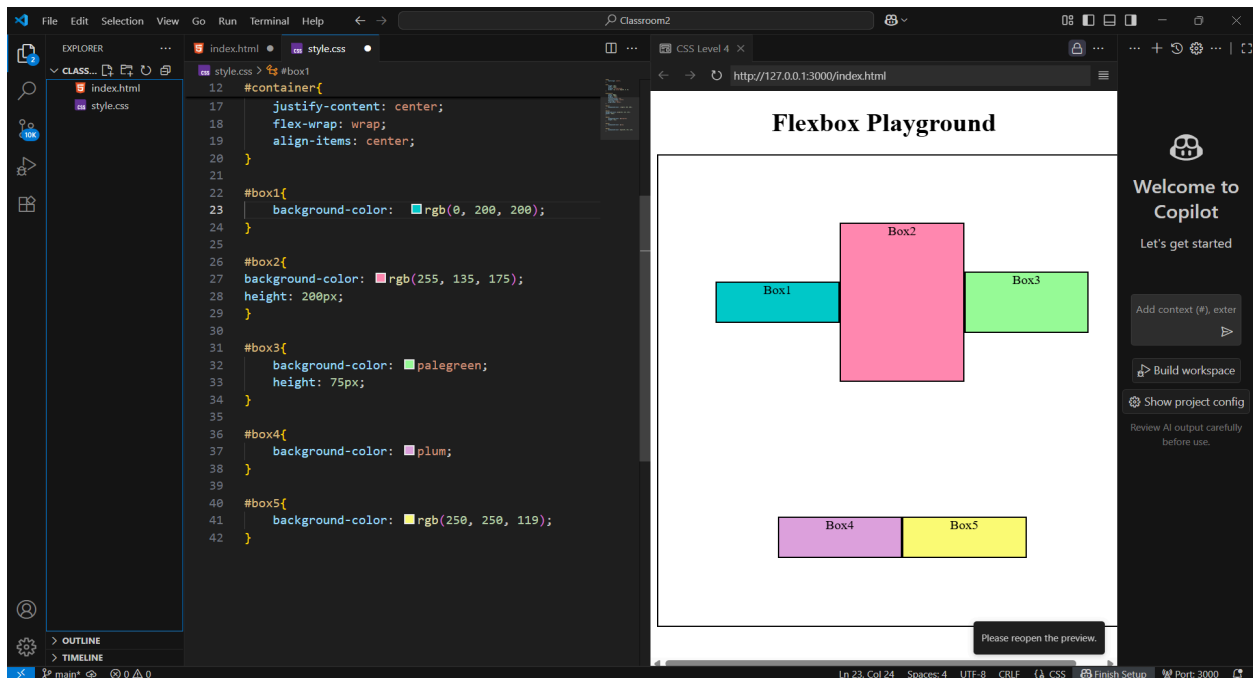 File Edit Selection View Go Run Terminal Help
Classroom2
EXPLORER
index.html
style.css
CSS Level 4
CLASS...
style.css > #box1
http://127.0.0.1:3000/index.html
2
index.html
style.css
10K
12 #container{
17 justify-content: center;
18 flex-wrap: wrap;
19 align-items: center;
20 }
21
22 #box1{
23 background-color: rgb(0, 200, 200);
24 }
25
26 #box2{
27 background-color: rgb(255, 135, 175);
28 height: 200px;
29 }
30
31 #box3{
32 background-color: palegreen;
33 height: 75px;
34 }
35
36 #box4{
37 background-color: plum;
38 }
39
40 #box5{
41 background-color: rgb(250, 250, 119);
42 }
Flexbox Playground
Box1
Box2
Box3
Box4
Box5
Please reopen the preview.
Welcome to
Copilot
Let's get started
Add context (#), exter
Build workspace
Show project config
Review AI output carefully
before use.
OUTLINE
TIMELINE
main* 0 0 Ln 23, Col 24 Spaces: 4 UTF-8 CRLF CSS Finish Setup Port: 3000